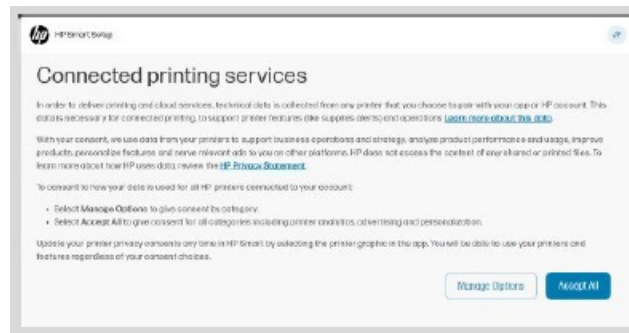 hp HP Smart Setup
Connected printing services
In order to deliver printing and cloud services, technical data is collected from any printer that you choose to pair with your app or HP account. This
data is necessary for connected printing, to support printer features (like supplies alerts) and operations Learn more about this data.
With your consent, we use data from your printers to support business operations and strategy, analyze product performance and usage, improve
products, personalize features and serve relevant ads to you on other platforms. HP does not access the content of any shared or printed files. To
learn more about how HP uses data, review the HP Privacy Statement.
To consent to how your data is used for all HP printers connected to your account:
• Select Manage Options to give consent by category.
• Select Accept All to give consent for all categories including printer analytics, advertising and personalization.
Update your printer privacy consents any time in HP Smart by selecting the printer graphic in the app. You will be able to use your printers and
features regardless of your consent choices.
Manage Options Accept All